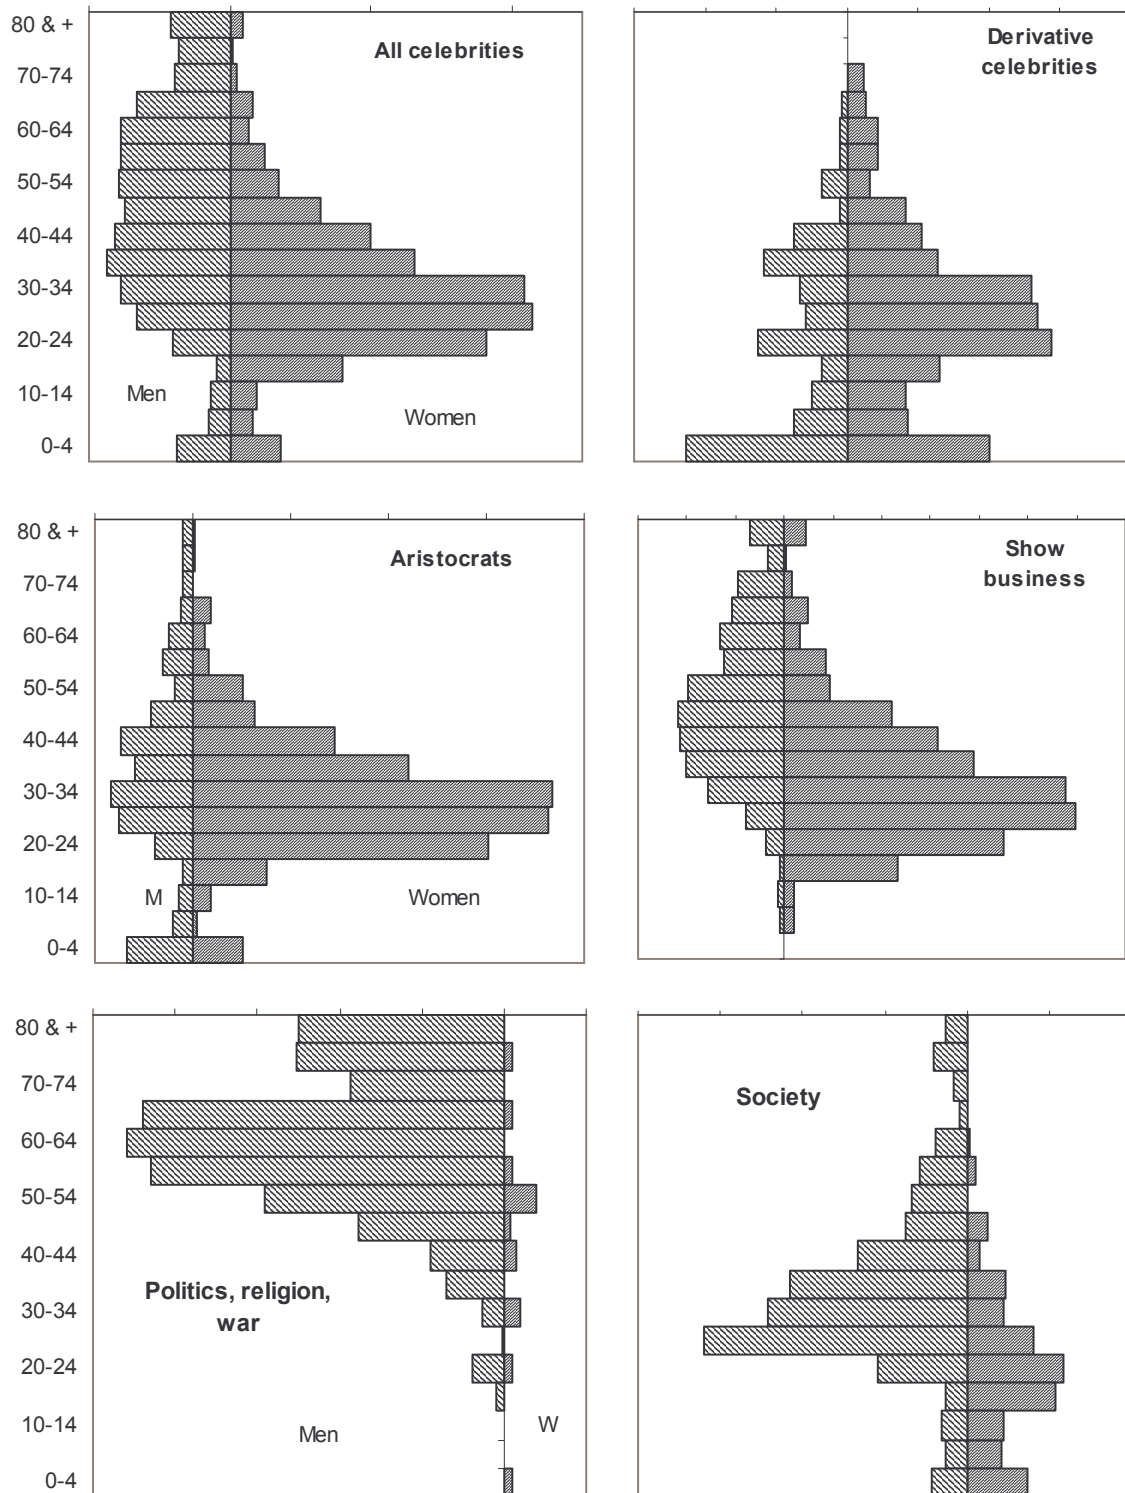 80 & +
70-74
60-64
50-54
40-44
30-34
20-24
10-14
0-4
All celebrities
Men
Women
Derivative
celebrities
80 & +
70-74
60-64
50-54
40-44
30-34
20-24
10-14
0-4
Aristocrats
M
Women
Show
business
80 & +
70-74
60-64
50-54
40-44
30-34
20-24
10-14
0-4
Politics, religion,
war
Men
W
Society